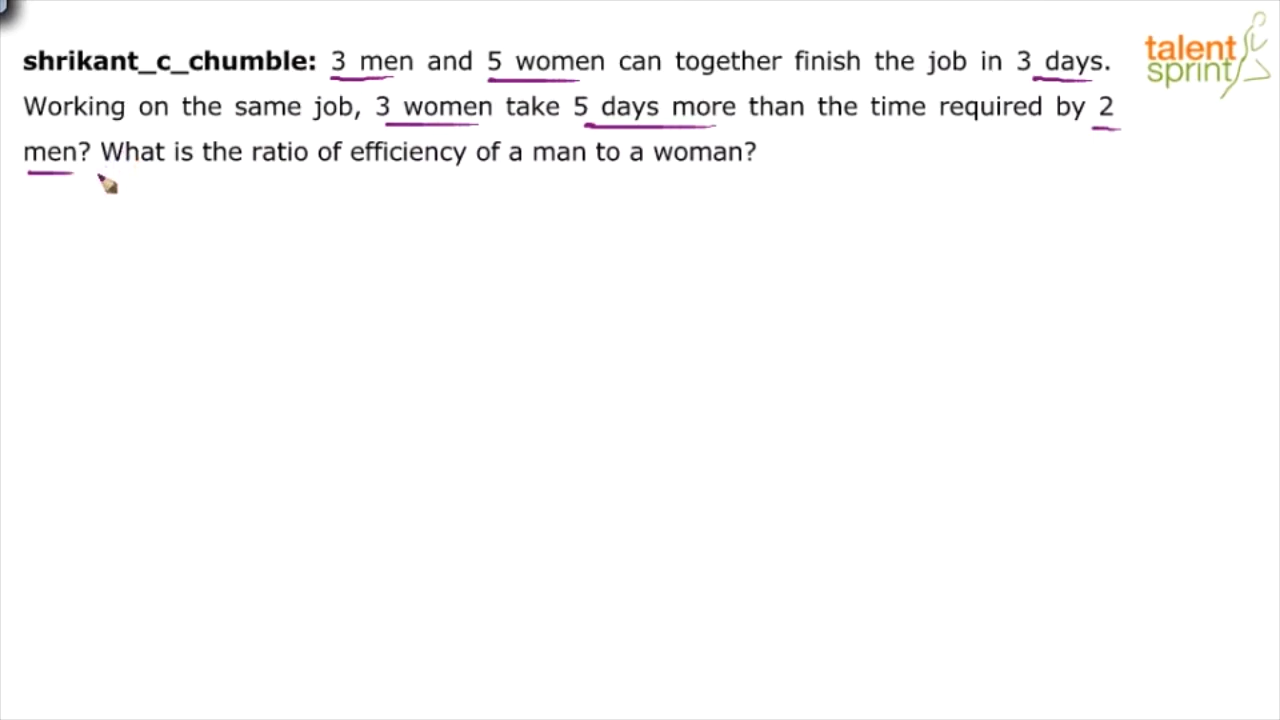 shrikant_c_chumble: 3 men and 5 women can together finish the job in 3 days.
Working on the same job, 3 women take 5 days more than the time required by 2
men? What is the ratio of efficiency of a man to a woman?
talent
sprint